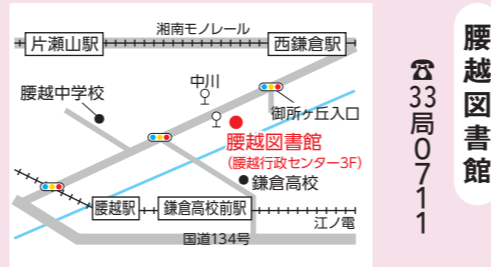 腰越図書館
☎33局0711
湘南モノレール
片瀬山駅
西鎌倉駅
腰越中学校
中川
御所ヶ丘入口
腰越図書館
(腰越行政センター3F)
鎌倉高校
腰越駅
鎌倉高校前駅
江ノ電
国道134号